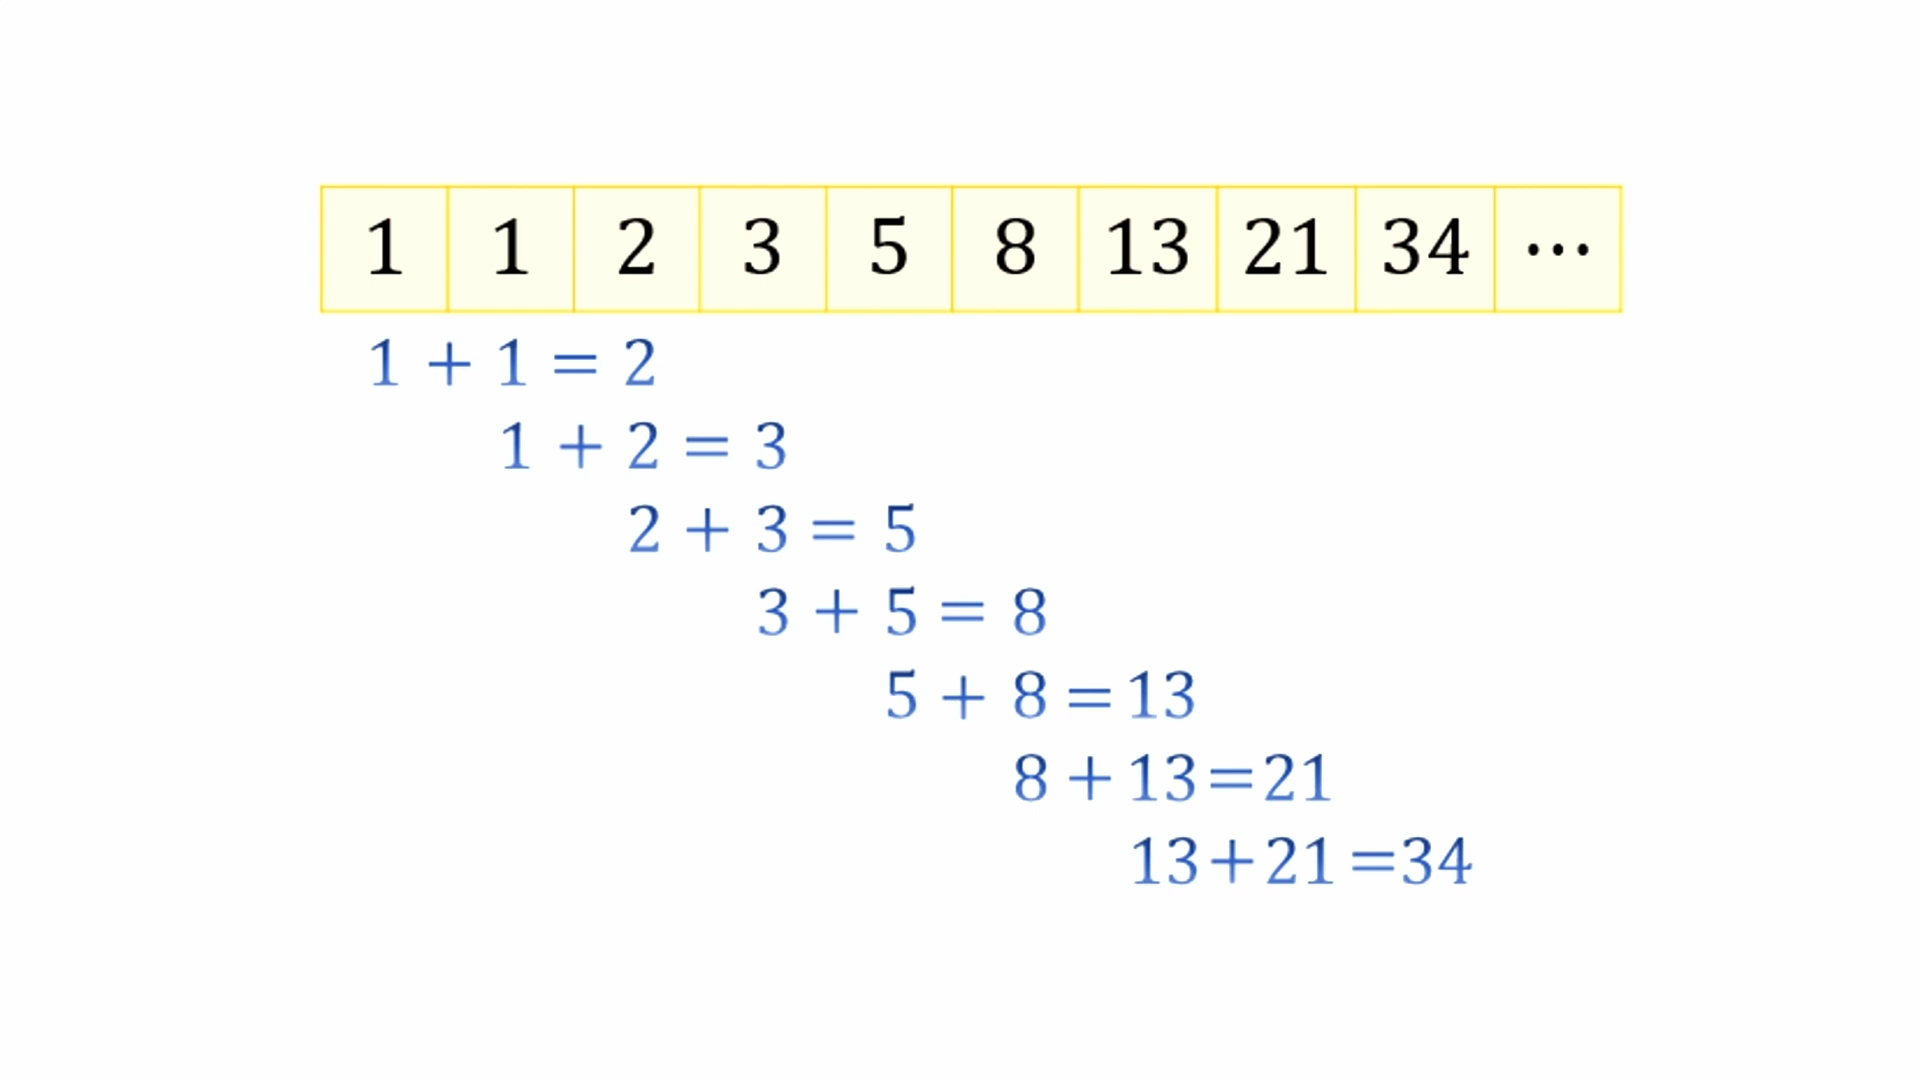 1 1 2 3 5 8 13 21 34 ⋯
1 + 1 = 2
1 + 2 = 3
2 + 3 = 5
3 + 5 = 8
5 + 8 = 13
8 + 13 = 21
13 + 21 = 34